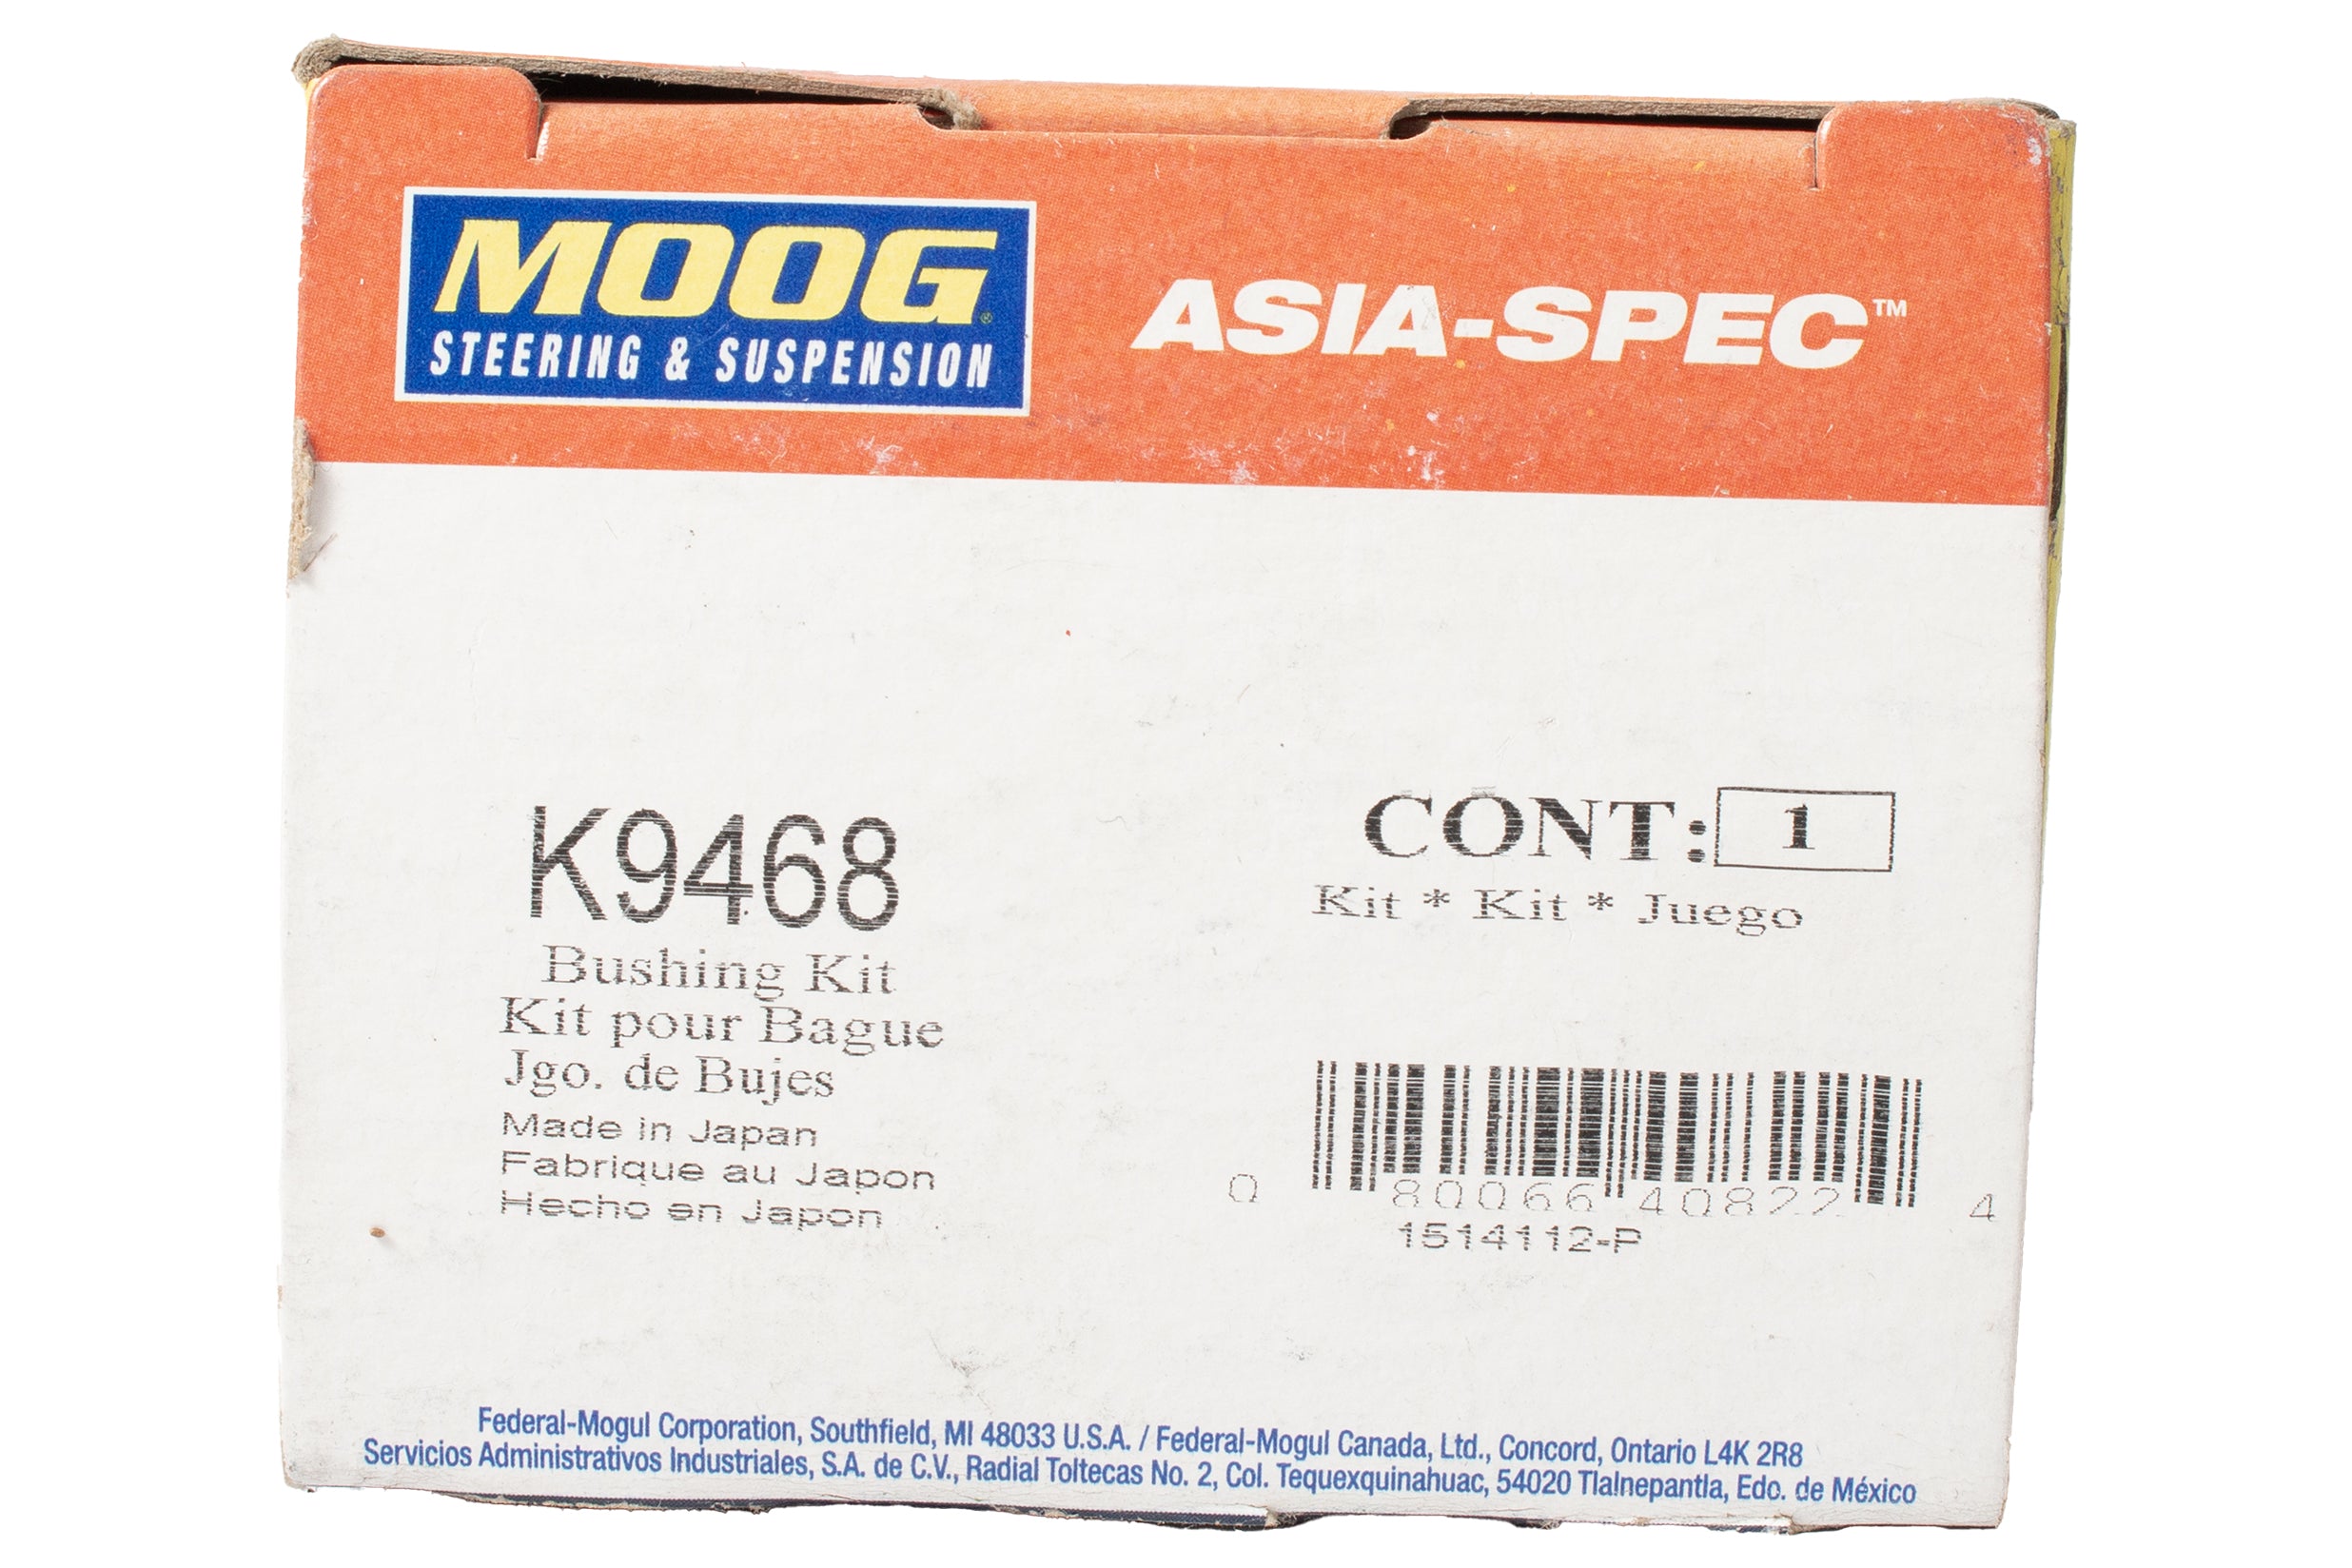 MOOG®
STEERING & SUSPENSION
ASIA-SPEC™
K9468
Bushing Kit
Kit pour Bague
Jgo. de Bujes
Made in Japan
Fabrique au Japon
Hecho en Japon
CONT: 1
Kit * Kit * Juego
0 80066 40822 4
1514112-P
Federal-Mogul Corporation, Southfield, MI 48033 U.S.A. / Federal-Mogul Canada, Ltd., Concord, Ontario L4K 2R8
Servicios Administrativos Industriales, S.A. de C.V., Radial Toltecas No. 2, Col. Tequexquinahuac, 54020 Tlalnepantla, Edo. de México